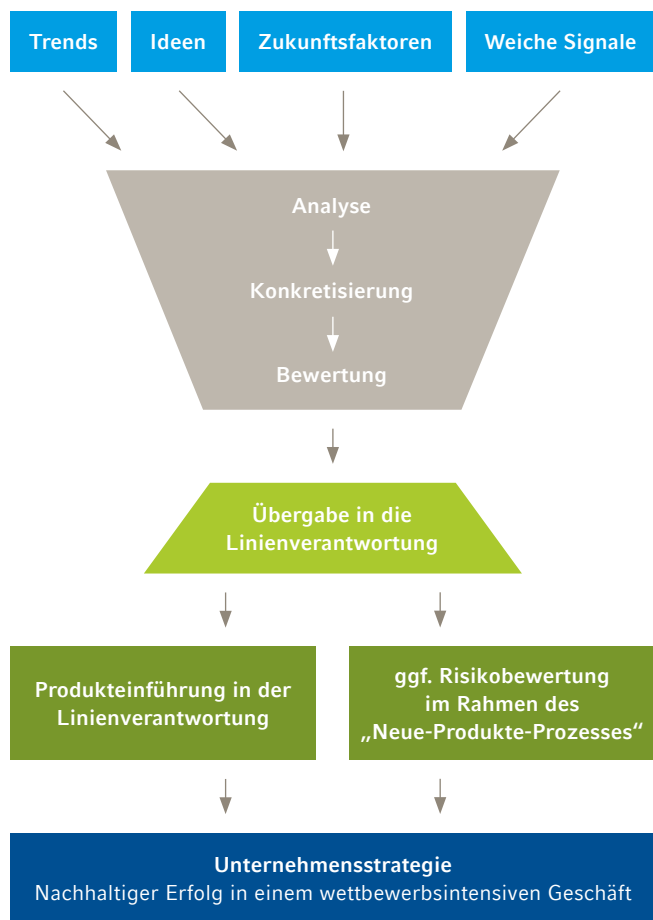 Trends
Ideen
Zukunftsfaktoren
Weiche Signale
Analyse
Konkretisierung
Bewertung
Übergabe in die
Linienverantwortung
Produkteinführung in der
Linienverantwortung
ggf. Risikobewertung
im Rahmen des
„Neue-Produkte-Prozesses“
Unternehmensstrategie
Nachhaltiger Erfolg in einem wettbewerbsintensiven Geschäft